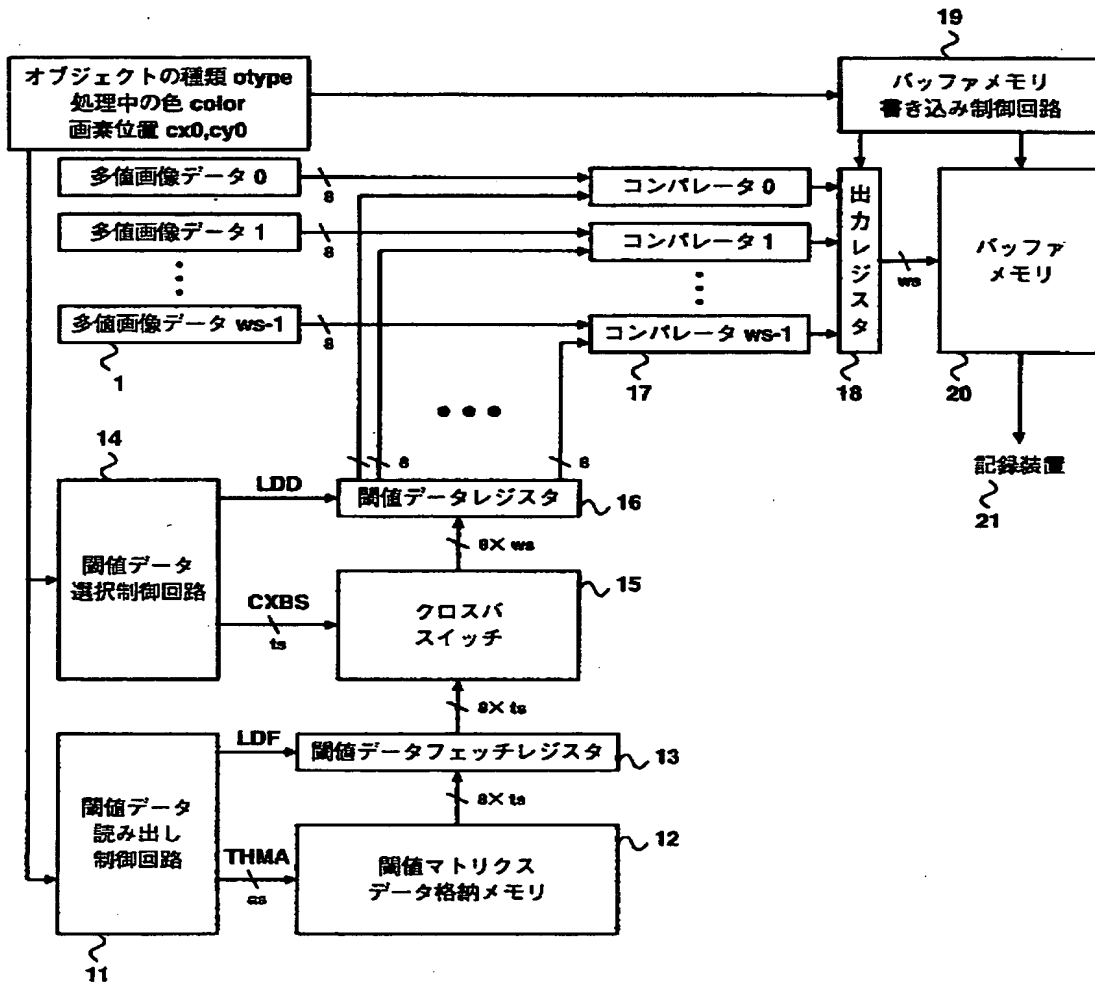 19
オブジェクトの種類 otype
処理中の色 color
画素位置 cx0,cy0
バッファメモリ
書き込み制御回路
多値画像データ 0
8
コンパレータ 0
多値画像データ 1
8
コンパレータ 1
多値画像データ ws-1
8
コンパレータ ws-1
出力レジスタ
ws
バッファ
メモリ
1
17
18
20
14
8
8
記録装置
21
LDD
閾値データレジスタ
16
8×ws
閾値データ
選択制御回路
CXBS
ts
クロスバ
スイッチ
15
8×ts
LDF
閾値データフェッチレジスタ
13
8×ts
閾値データ
読み出し
制御回路
THMA
as
閾値マトリクス
データ格納メモリ
12
11